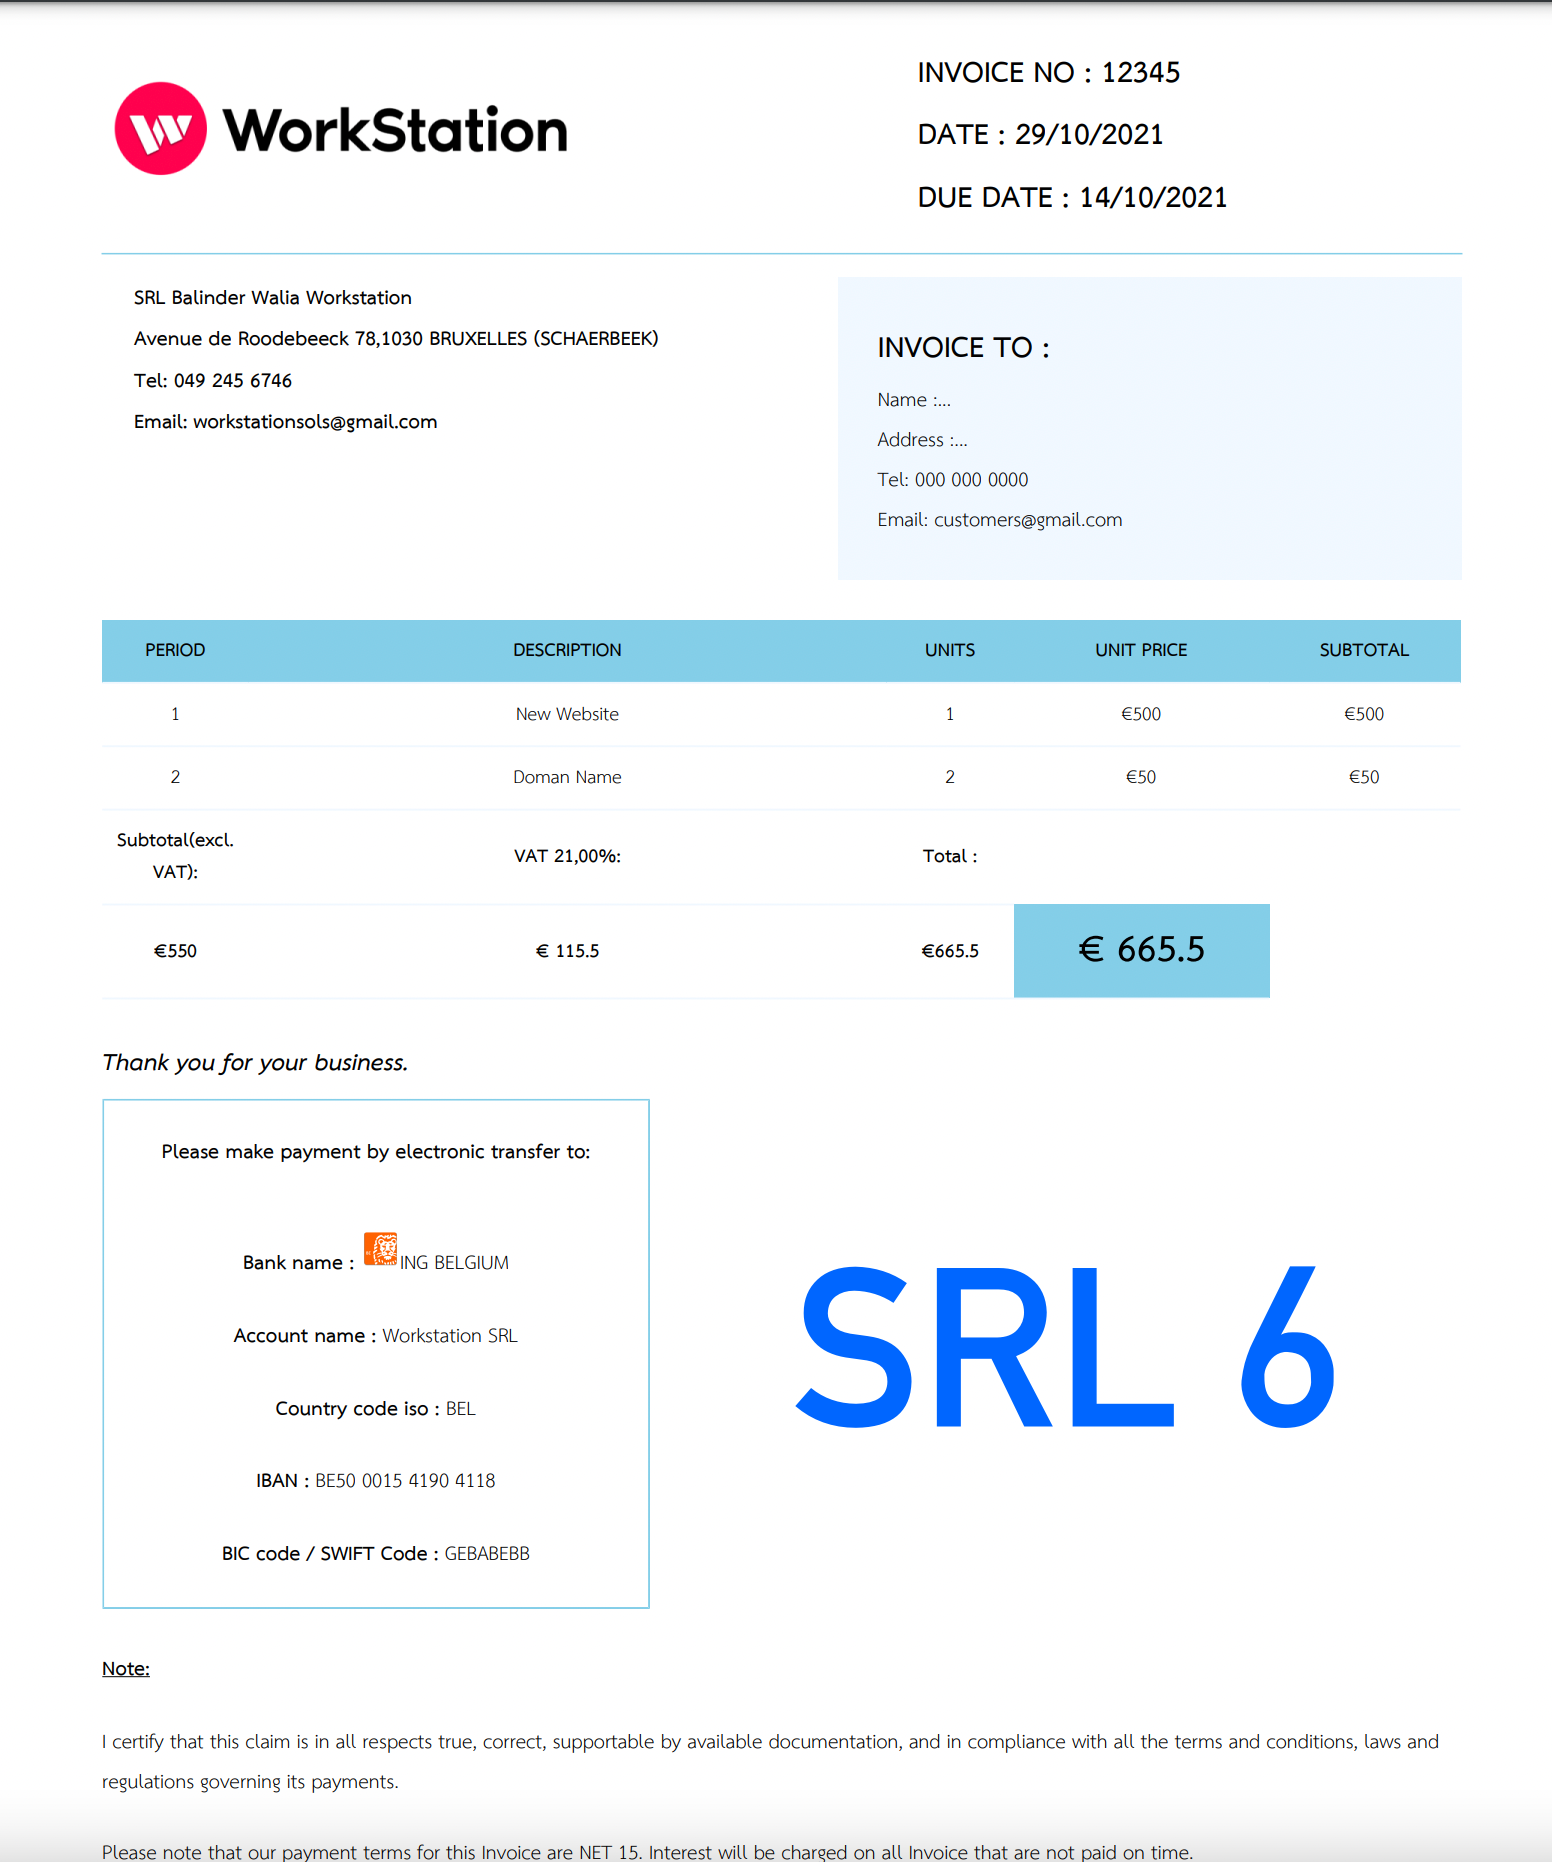 WorkStation
INVOICE NO : 12345
DATE : 29/10/2021
DUE DATE : 14/10/2021
SRL Balinder Walia Workstation
Avenue de Roodebeeck 78,1030 BRUXELLES (SCHAERBEEK)
Tel: 049 245 6746
Email: workstationsols@gmail.com
INVOICE TO :
Name :...
Address :...
Tel: 000 000 0000
Email: customers@gmail.com
PERIOD DESCRIPTION UNITS UNIT PRICE SUBTOTAL
1 New Website 1 €500 €500
2 Doman Name 2 €50 €50
Subtotal(excl.
VAT): VAT 21,00%: Total :
€550 € 115.5 €665.5 € 665.5
Thank you for your business.
Please make payment by electronic transfer to:
Bank name : ING BELGIUM
Account name : Workstation SRL
Country code iso : BEL
IBAN : BE50 0015 4190 4118
BIC code / SWIFT Code : GEBABEBB
SRL 6
Note:
I certify that this claim is in all respects true, correct, supportable by available documentation, and in compliance with all the terms and conditions, laws and
regulations governing its payments.
Please note that our payment terms for this Invoice are NET 15. Interest will be charged on all Invoice that are not paid on time.